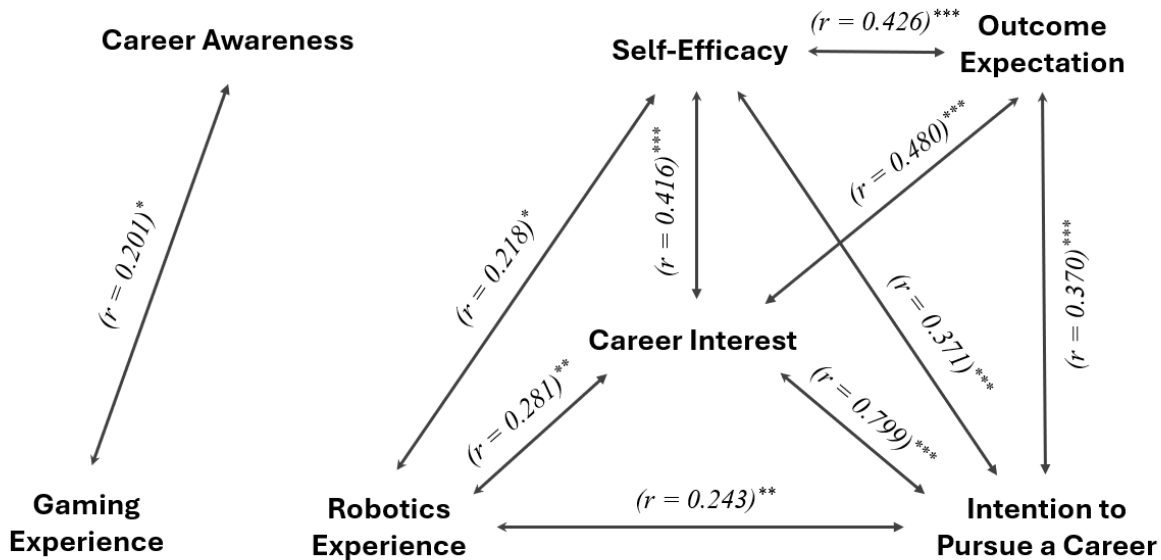 Career Awareness
Self-Efficacy
(r = 0.426)***
Outcome
Expectation
(r = 0.201)*
(r = 0.218)*
(r = 0.416)***
(r = 0.480)***
(r = 0.371)***
(r = 0.370)***
Career Interest
(r = 0.281)**
(r = 0.799)***
(r = 0.243)**
Gaming
Experience
Robotics
Experience
Intention to
Pursue a Career